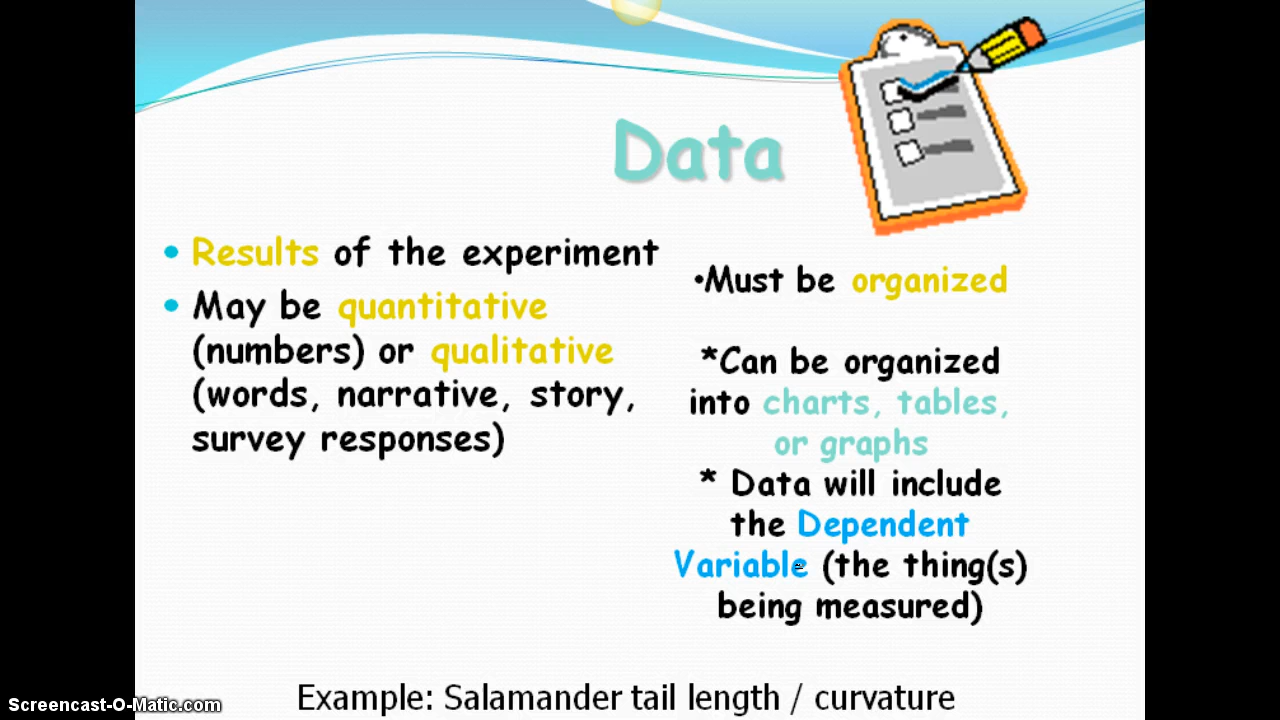 Data
• Results of the experiment
• May be quantitative
(numbers) or qualitative
(words, narrative, story,
survey responses)
•Must be organized
*Can be organized
into charts, tables,
or graphs
* Data will include
the Dependent
Variable (the thing(s)
being measured)
Example: Salamander tail length / curvature
Screencast-O-Matic.com